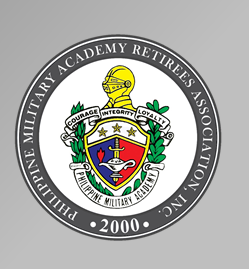 PHILIPPINE MILITARY ACADEMY RETIREES ASSOCIATION, INC.
• 2000 •
COURAGE INTEGRITY LOYALTY
PHILIPPINE MILITARY ACADEMY